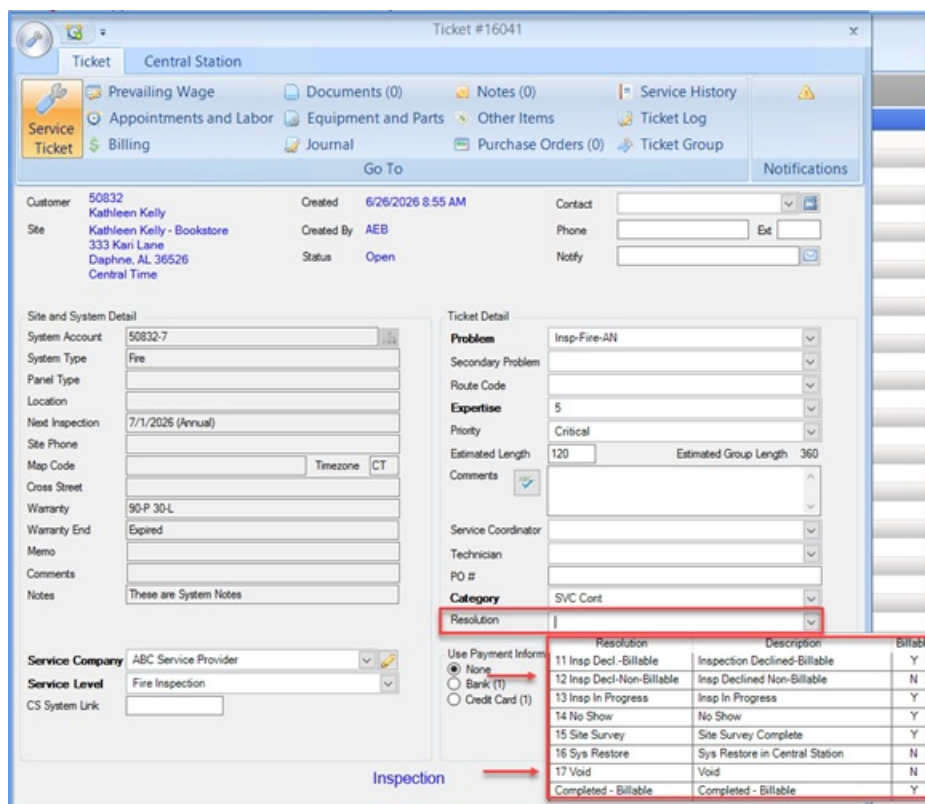 Ticket #16041
x
Ticket Central Station
Service Ticket
Prevailing Wage Documents (0) Notes (0) Service History
Appointments and Labor Equipment and Parts Other Items Ticket Log
Billing Journal Purchase Orders (0) Ticket Group
Go To Notifications
Customer 50832 Created 6/26/2026 8:55 AM Contact
Kathleen Kelly
Site Kathleen Kelly - Bookstore Created By AEB Phone Ext
333 Kari Lane
Daphne, AL 36526 Status Open Notify
Central Time
Site and System Detail
System Account 50832-7
System Type Fire
Panel Type
Location
Next Inspection 7/1/2026 (Annual)
Site Phone
Map Code Timezone CT
Cross Street
Warranty 90-P 30-L
Warranty End Expired
Memo
Comments
Notes These are System Notes
Service Company ABC Service Provider
Service Level Fire Inspection
CS System Link
Ticket Detail
Problem Insp-Fire-AN
Secondary Problem
Route Code
Expertise 5
Priority Critical
Estimated Length 120 Estimated Group Length 360
Comments ABC
Service Coordinator
Technician
PO #
Category SVC Cont
Resolution
Use Payment Inform
None
Bank (1)
Credit Card (1)
Resolution Description Billabl
11 Insp Decl.-Billable Inspection Declined-Billable Y
12 Insp Decl-Non-Billable Insp Declined Non-Billable N
13 Insp In Progress Insp In Progress Y
14 No Show No Show Y
15 Site Survey Site Survey Complete Y
16 Sys Restore Sys Restore in Central Station N
17 Void Void N
Completed - Billable Completed - Billable Y
Inspection